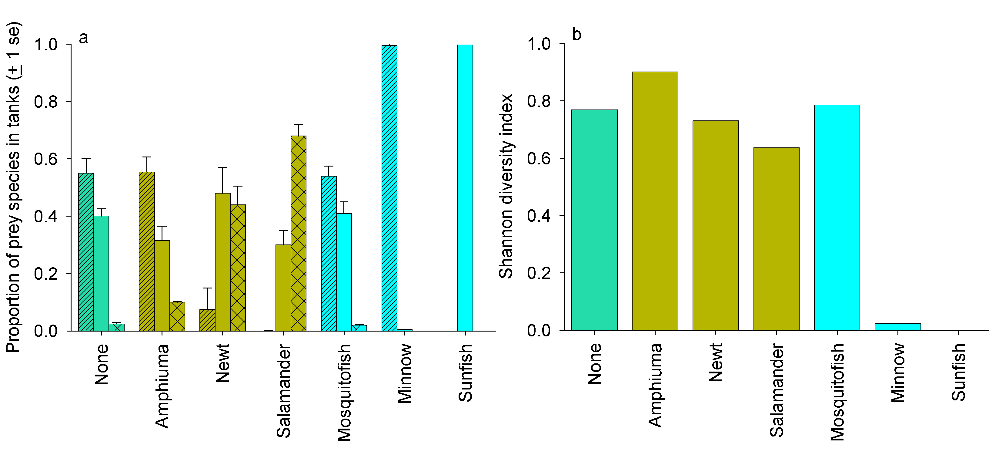 a
Proportion of prey species in tanks (± 1 se)
1.0
0.8
0.6
0.4
0.2
0.0
None
Amphiuma
Newt
Salamander
Mosquitofish
Minnow
Sunfish
b
Shannon diversity index
1.0
0.8
0.6
0.4
0.2
0.0
None
Amphiuma
Newt
Salamander
Mosquitofish
Minnow
Sunfish